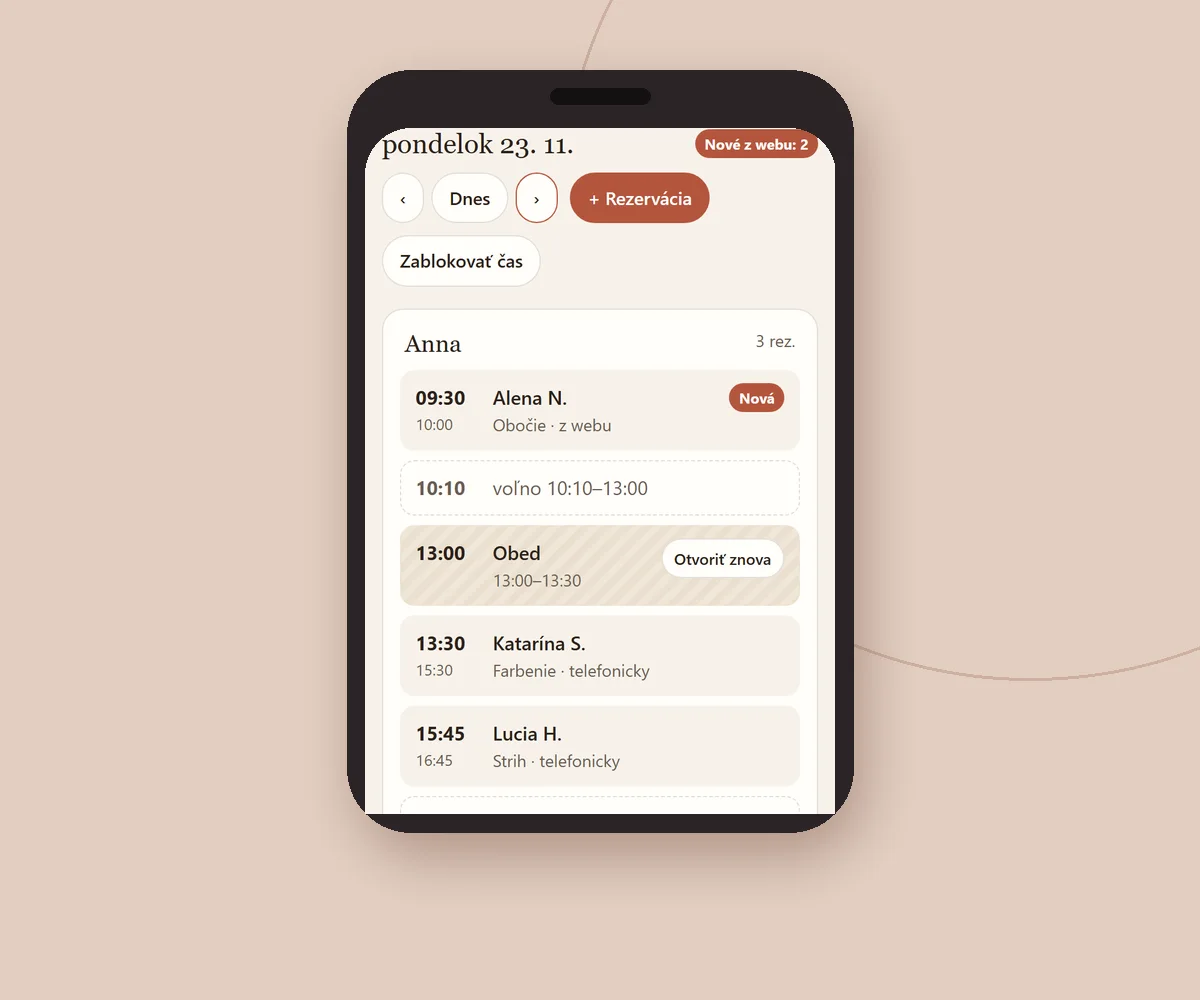 pondelok 23. 11.
Nové z webu: 2
‹ Dnes › + Rezervácia
Zablokovať čas
Anna 3 rez.
09:30 Alena N. Nová
10:00 Obočie · z webu
10:10 voľno 10:10–13:00
13:00 Obed Otvoriť znova
13:00–13:30
13:30 Katarína S.
15:30 Farbenie · telefonicky
15:45 Lucia H.
16:45 Strih · telefonicky